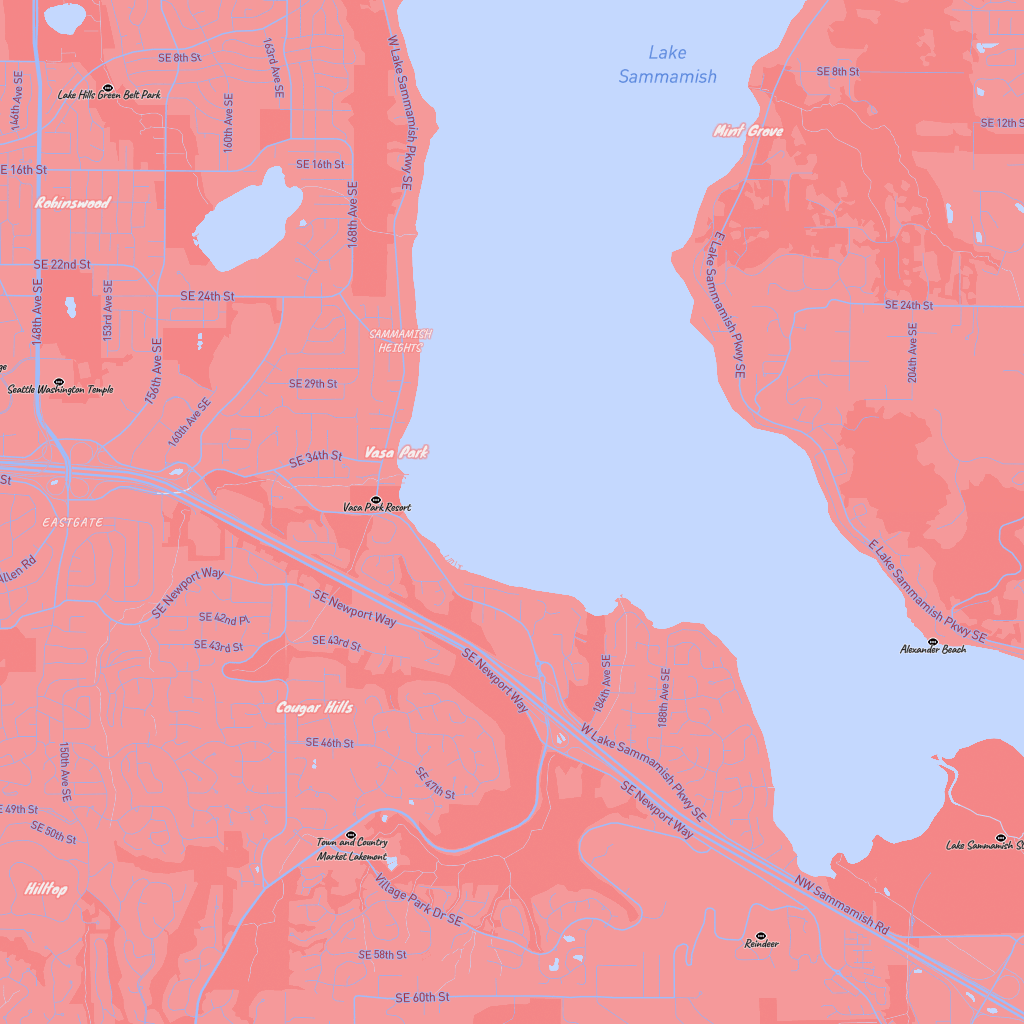 Lake
Sammamish
SE 8th St
163rd Ave SE
W Lake Sammamish Pkwy SE
SE 8th St
146th Ave SE
Lake Hills Green Belt Park
160th Ave SE
Mint Grove
SE 12th S
SE 16th St
E 16th St
168th Ave SE
Robinswood
E Lake Sammamish Pkwy SE
SE 22nd St
SE 24th St
SE 24th St
148th Ave SE
153rd Ave SE
SAMMAMISH
HEIGHTS
204th Ave SE
156th Ave SE
ge
SE 29th St
Seattle Washington Temple
160th Ave SE
Vasa Park
SE 34th St
St
Vasa Park Resort
EASTGATE
Allen Rd
SE Newport Way
E Lake Sammamish Pkwy SE
SE Newport Way
SE 42nd Pl
SE 43rd St
SE 43rd St
Alexander Beach
SE Newport Way
184th Ave SE
188th Ave SE
Cougar Hills
SE 46th St
W Lake Sammamish Pkwy SE
150th Ave SE
SE 47th St
SE Newport Way
SE 49th St
SE 50th St
Town and Country
Market Lakemont
Lake Sammamish St
Hilltop
Village Park Dr SE
NW Sammamish Rd
Reindeer
SE 58th St
SE 60th St